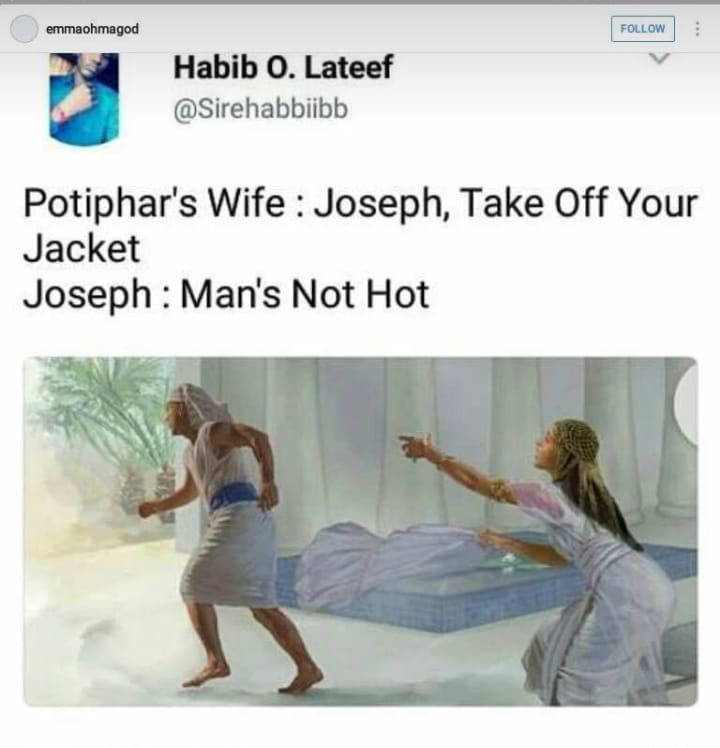 emmaohmagod
FOLLOW
Habib O. Lateef
@Sirehabbiibb
Potiphar's Wife : Joseph, Take Off Your
Jacket
Joseph : Man's Not Hot